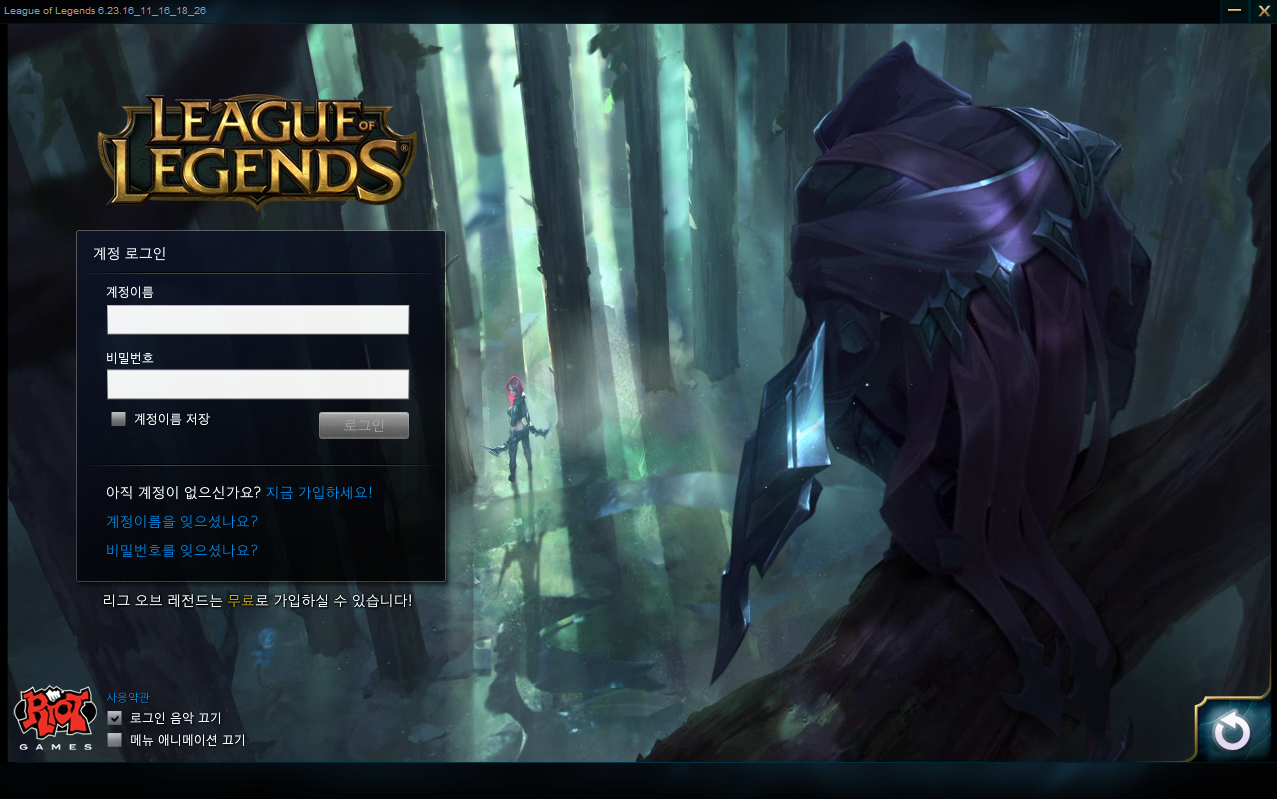 League of Legends 6.23.16_11_16_18_26
LEAGUE OF
LEGENDS®
계정 로그인
계정이름
비밀번호
계정이름 저장
로그인
아직 계정이 없으신가요? 지금 가입하세요!
계정이름을 잊으셨나요?
비밀번호를 잊으셨나요?
리그 오브 레전드는 무료로 가입하실 수 있습니다!
사용약관
로그인 음악 끄기
메뉴 애니메이션 끄기
RIOT
GAMES